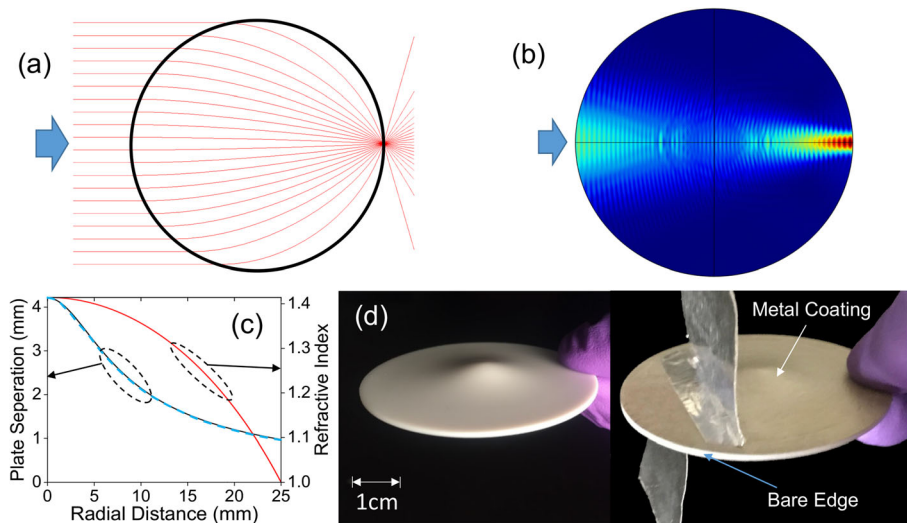 (a)
(b)
(c)
Plate Seperation (mm)
4
3
2
1
0
0 5 10 15 20 25
Radial Distance (mm)
1.4
1.3
1.2
1.1
1.0
Refractive Index
(d)
1cm
Metal Coating
Bare Edge